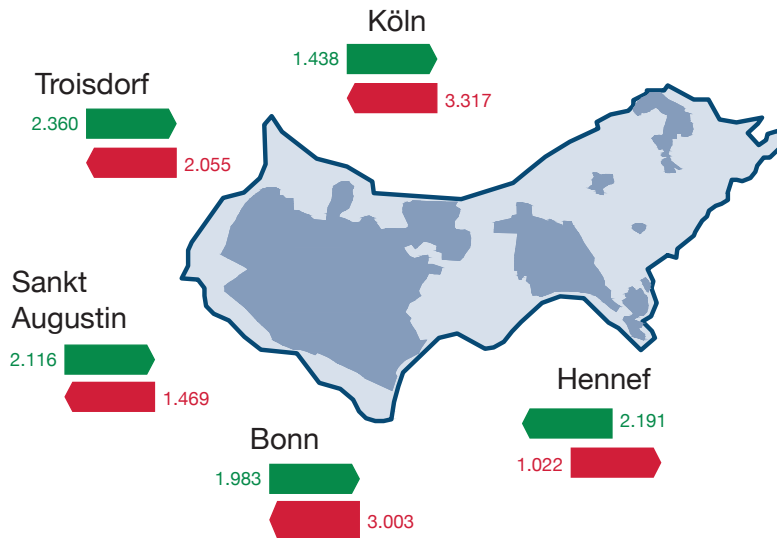 Köln
1.438
3.317
Troisdorf
2.360
2.055
Sankt
Augustin
2.116
1.469
Hennef
2.191
1.022
Bonn
1.983
3.003